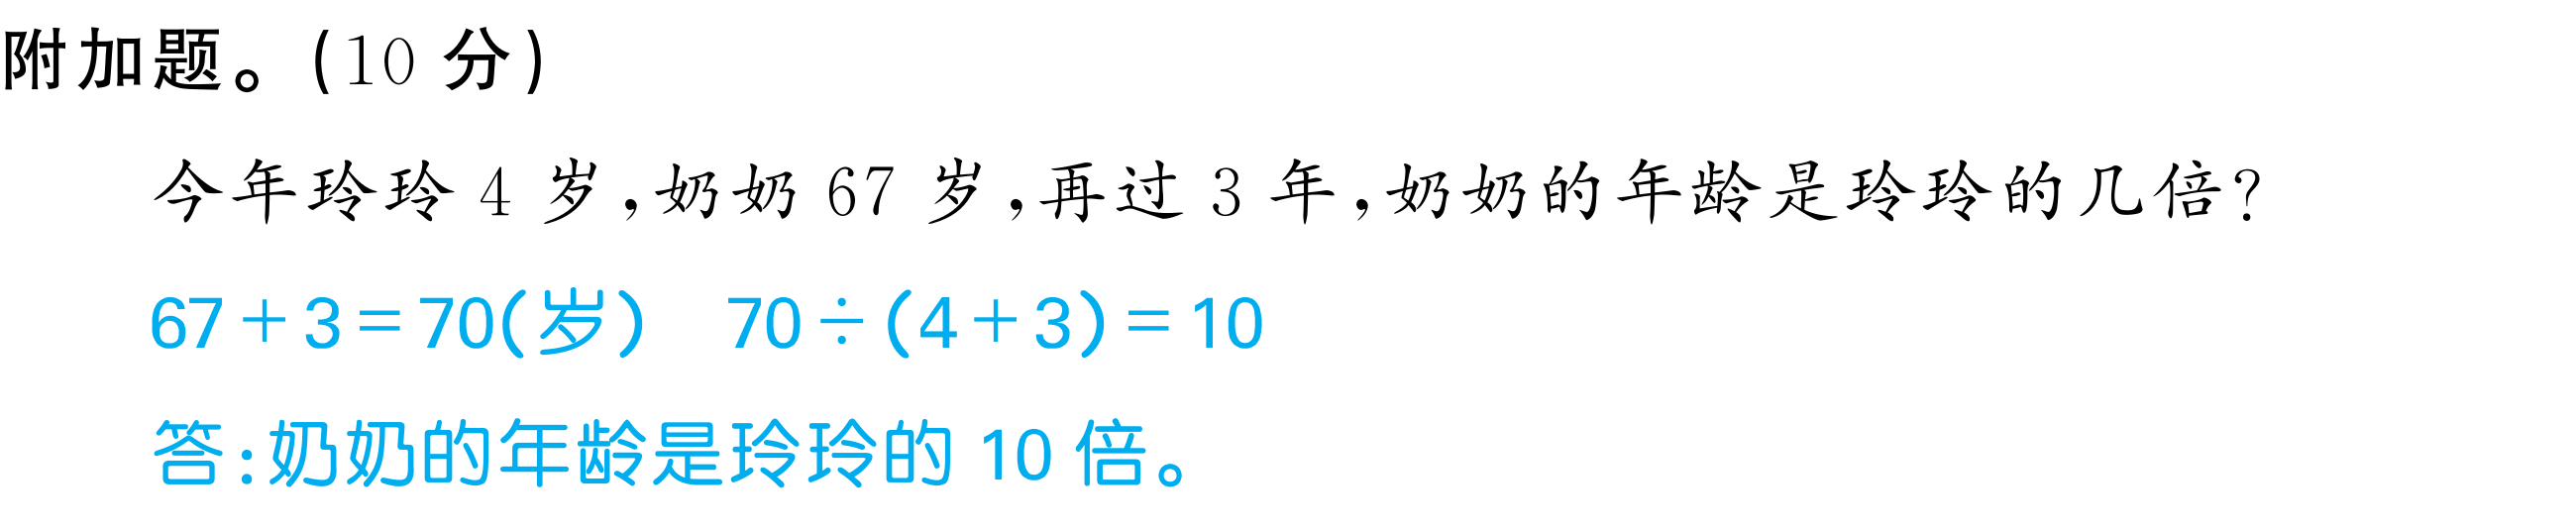 附加题。(10 分)
今年玲玲 4 岁,奶奶 67 岁,再过 3 年,奶奶的年龄是玲玲的几倍?
67+3=70(岁) 70÷(4+3)=10
答:奶奶的年龄是玲玲的 10 倍。